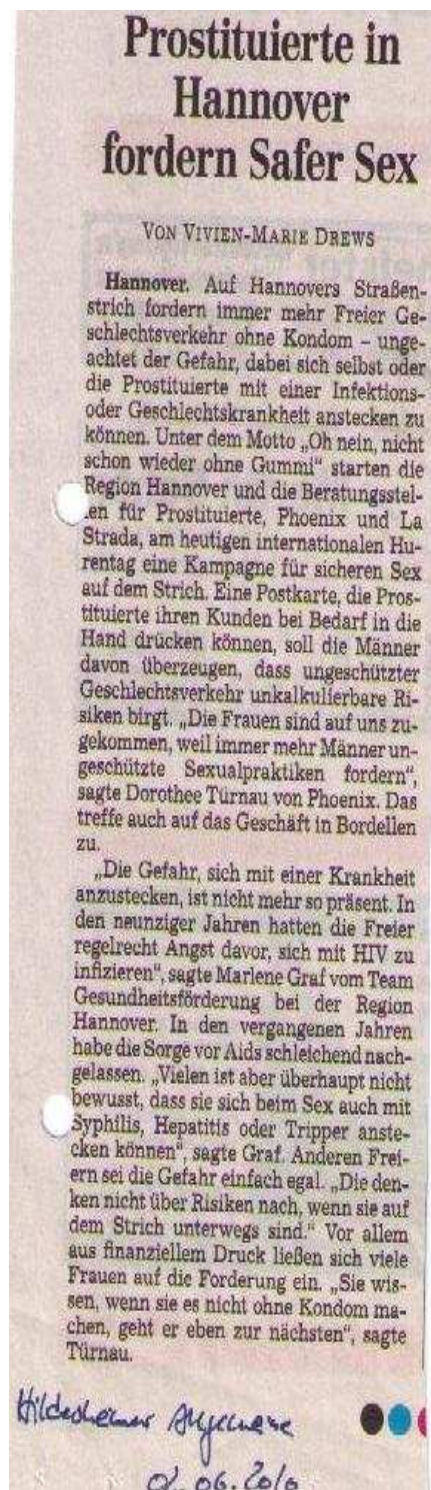 Prostituierte in
Hannover
fordern Safer Sex
VON VIVIEN-MARIE DREWS
Hannover. Auf Hannovers Straßen-
strich fordern immer mehr Freier Ge-
schlechtsverkehr ohne Kondom – unge-
achtet der Gefahr, dabei sich selbst oder
die Prostituierte mit einer Infektions-
oder Geschlechtskrankheit anstecken zu
können. Unter dem Motto „Oh nein, nicht
schon wieder ohne Gummi“ starten die
Region Hannover und die Beratungsstel-
len für Prostituierte, Phoenix und La
Strada, am heutigen internationalen Hu-
rentag eine Kampagne für sicheren Sex
auf dem Strich. Eine Postkarte, die Pros-
tituierte ihren Kunden bei Bedarf in die
Hand drücken können, soll die Männer
davon überzeugen, dass ungeschützter
Geschlechtsverkehr unkalkulierbare Ri-
siken birgt. „Die Frauen sind auf uns zu-
gekommen, weil immer mehr Männer un-
geschützte Sexualpraktiken fordern“,
sagte Dorothee Türnau von Phoenix. Das
treffe auch auf das Geschäft in Bordellen
zu.
„Die Gefahr, sich mit einer Krankheit
anzustecken, ist nicht mehr so präsent. In
den neunziger Jahren hatten die Freier
regelrecht Angst davor, sich mit HIV zu
infizieren“, sagte Marlene Graf vom Team
Gesundheitsförderung bei der Region
Hannover. In den vergangenen Jahren
habe die Sorge vor Aids schleichend nach-
gelassen. „Vielen ist aber überhaupt nicht
bewusst, dass sie sich beim Sex auch mit
Syphilis, Hepatitis oder Tripper anste-
cken können“, sagte Graf. Anderen Frei-
ern sei die Gefahr einfach egal. „Die den-
ken nicht über Risiken nach, wenn sie auf
dem Strich unterwegs sind.“ Vor allem
aus finanziellem Druck ließen sich viele
Frauen auf die Forderung ein. „Sie wis-
sen, wenn sie es nicht ohne Kondom ma-
chen, geht er eben zur nächsten“, sagte
Türnau.
Hildesheimer Allgemeine
06.2010